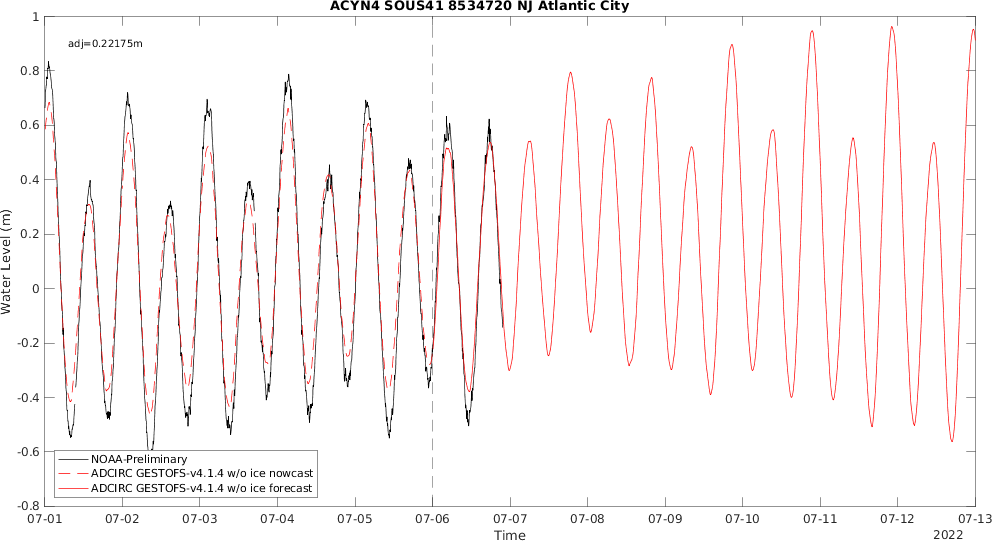 ACYN4 SOUS41 8534720 NJ Atlantic City
adj=0.22175m
1
0.8
0.6
0.4
0.2
0
-0.2
-0.4
-0.6
-0.8
Water Level (m)
NOAA-Preliminary
ADCIRC GESTOFS-v4.1.4 w/o ice nowcast
ADCIRC GESTOFS-v4.1.4 w/o ice forecast
07-01 07-02 07-03 07-04 07-05 07-06 07-07 07-08 07-09 07-10 07-11 07-12 07-13
Time
2022